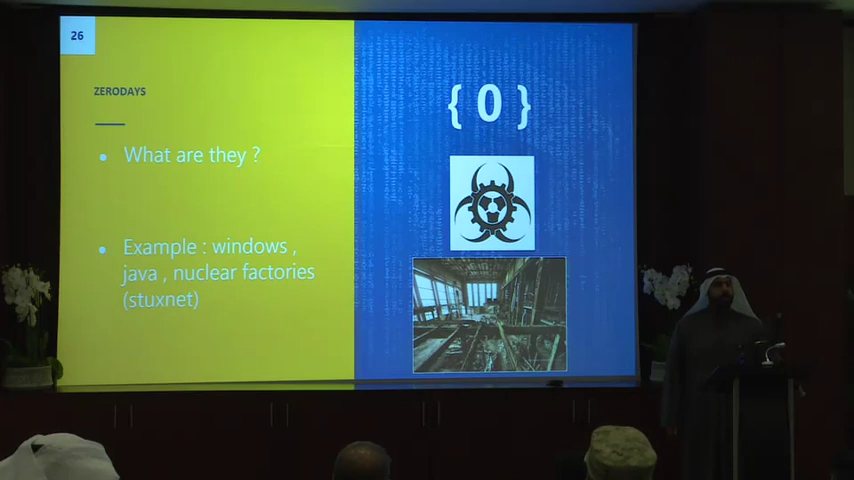 26
ZERODAYS
What are they ?
Example : windows ,
java , nuclear factories
(stuxnet)
{ 0 }